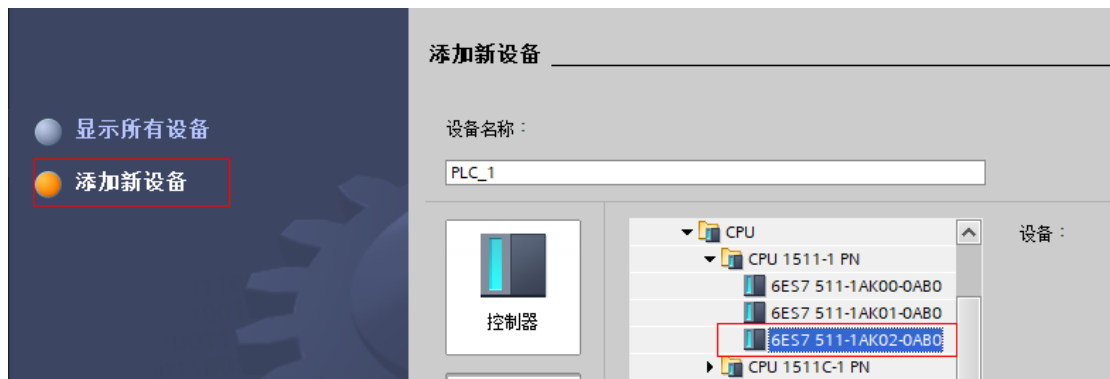 添加新设备
显示所有设备
添加新设备
设备名称：
PLC_1
控制器
CPU
CPU 1511-1 PN
6ES7 511-1AK00-0AB0
6ES7 511-1AK01-0AB0
6ES7 511-1AK02-0AB0
CPU 1511C-1 PN
设备：